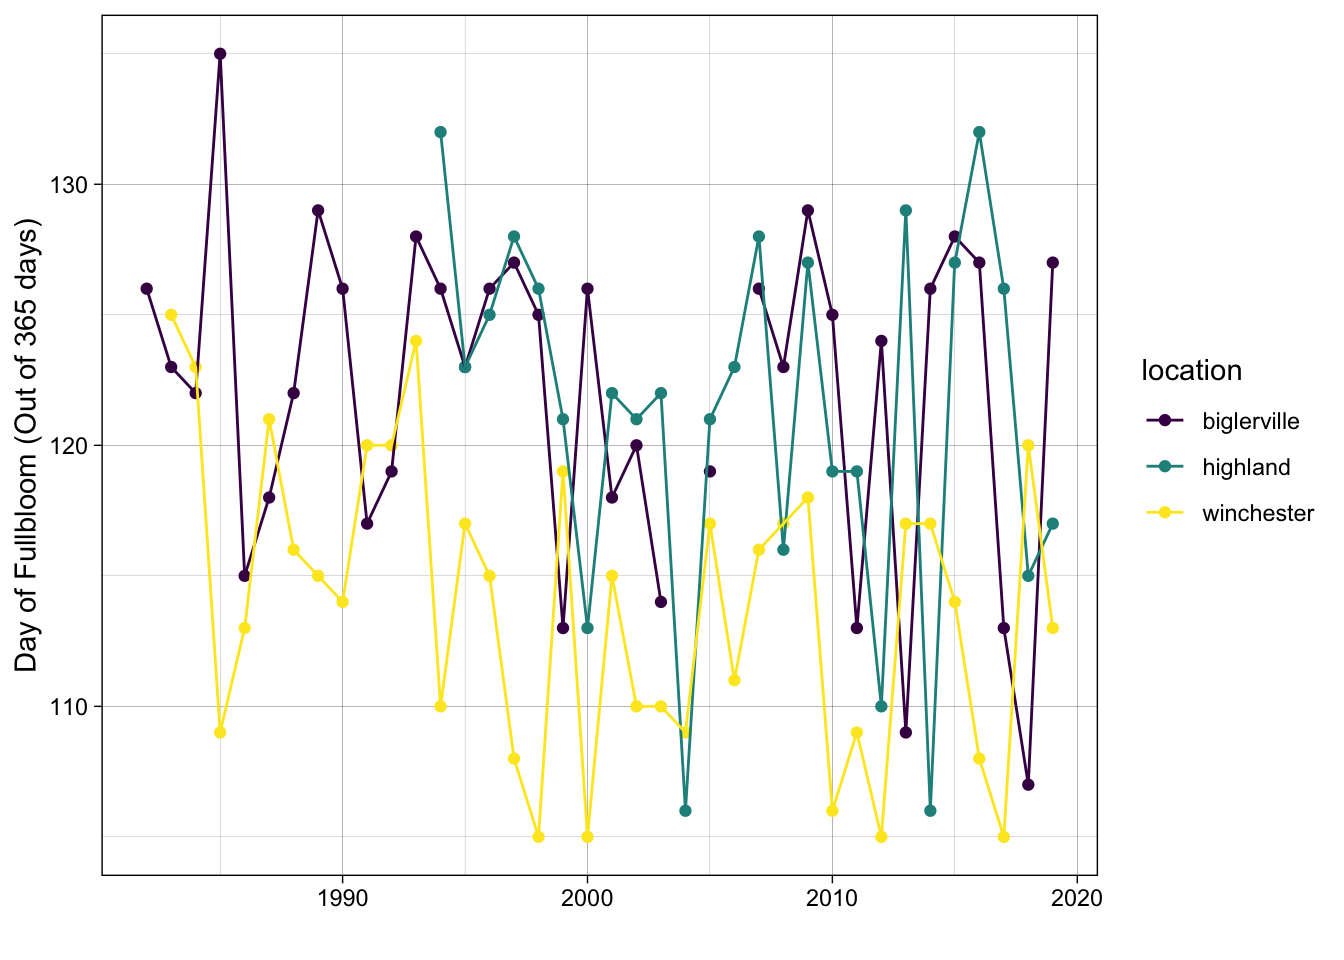 Day of Fullbloom (Out of 365 days)
130
120
110
1990
2000
2010
2020
location
biglerville
highland
winchester